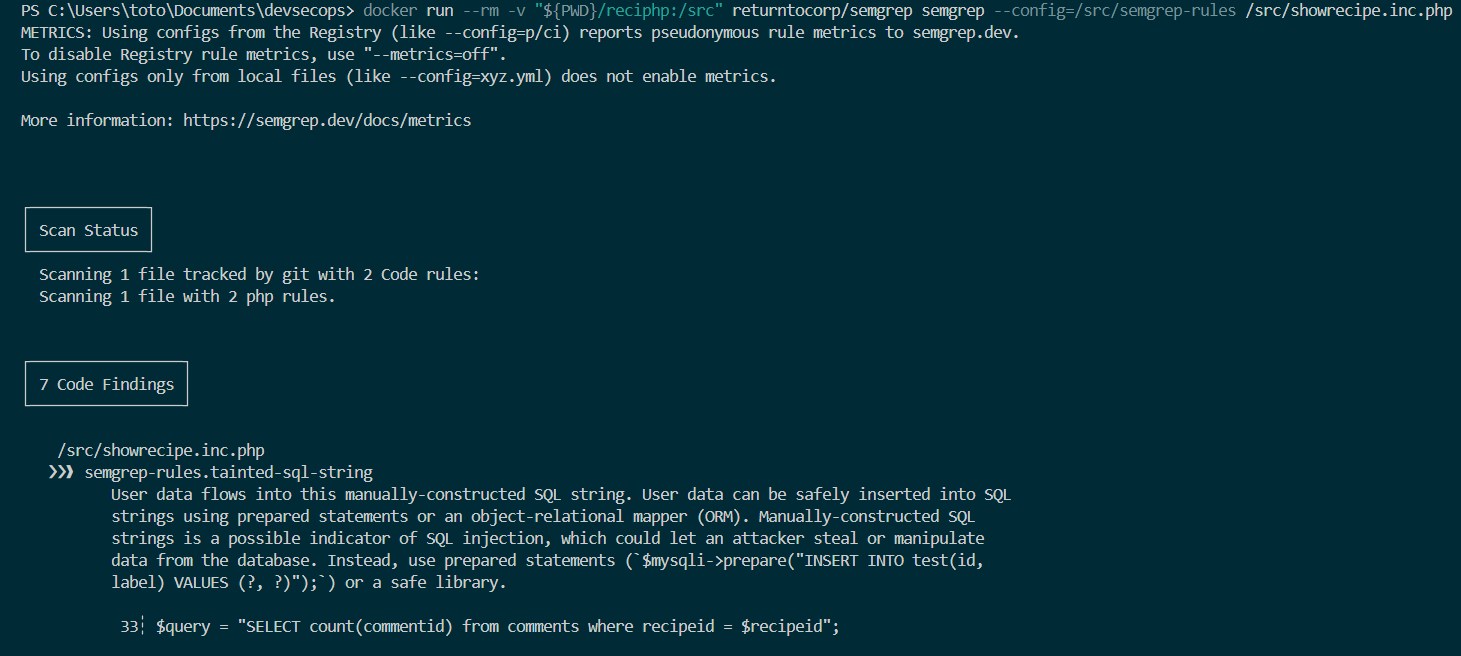 PS C:\Users\toto\Documents\devsecops> docker run --rm -v "${PWD}/reciphp:/src" returntocorp/semgrep semgrep --config=/src/semgrep-rules /src/showrecipe.inc.php
METRICS: Using configs from the Registry (like --config=p/ci) reports pseudonymous rule metrics to semgrep.dev.
To disable Registry rule metrics, use "--metrics=off".
Using configs only from local files (like --config=xyz.yml) does not enable metrics.
More information: https://semgrep.dev/docs/metrics
Scan Status
Scanning 1 file tracked by git with 2 Code rules:
Scanning 1 file with 2 php rules.
7 Code Findings
/src/showrecipe.inc.php
❯❯❱ semgrep-rules.tainted-sql-string
User data flows into this manually-constructed SQL string. User data can be safely inserted into SQL
strings using prepared statements or an object-relational mapper (ORM). Manually-constructed SQL
strings is a possible indicator of SQL injection, which could let an attacker steal or manipulate
data from the database. Instead, use prepared statements (`$mysqli->prepare("INSERT INTO test(id,
label) VALUES (?, ?)");`) or a safe library.
33┆ $query = "SELECT count(commentid) from comments where recipeid = $recipeid";